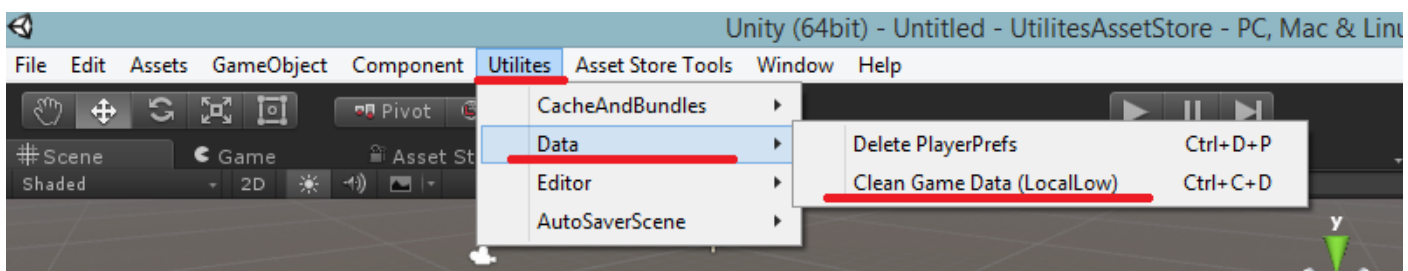 Unity (64bit) - Untitled - UtilitesAssetStore - PC, Mac & Linu
File Edit Assets GameObject Component Utilites Asset Store Tools Window Help
Pivot
CacheAndBundles
Data
Editor
AutoSaverScene
Delete PlayerPrefs Ctrl+D+P
Clean Game Data (LocalLow) Ctrl+C+D
Scene Game Asset St
Shaded 2D
y